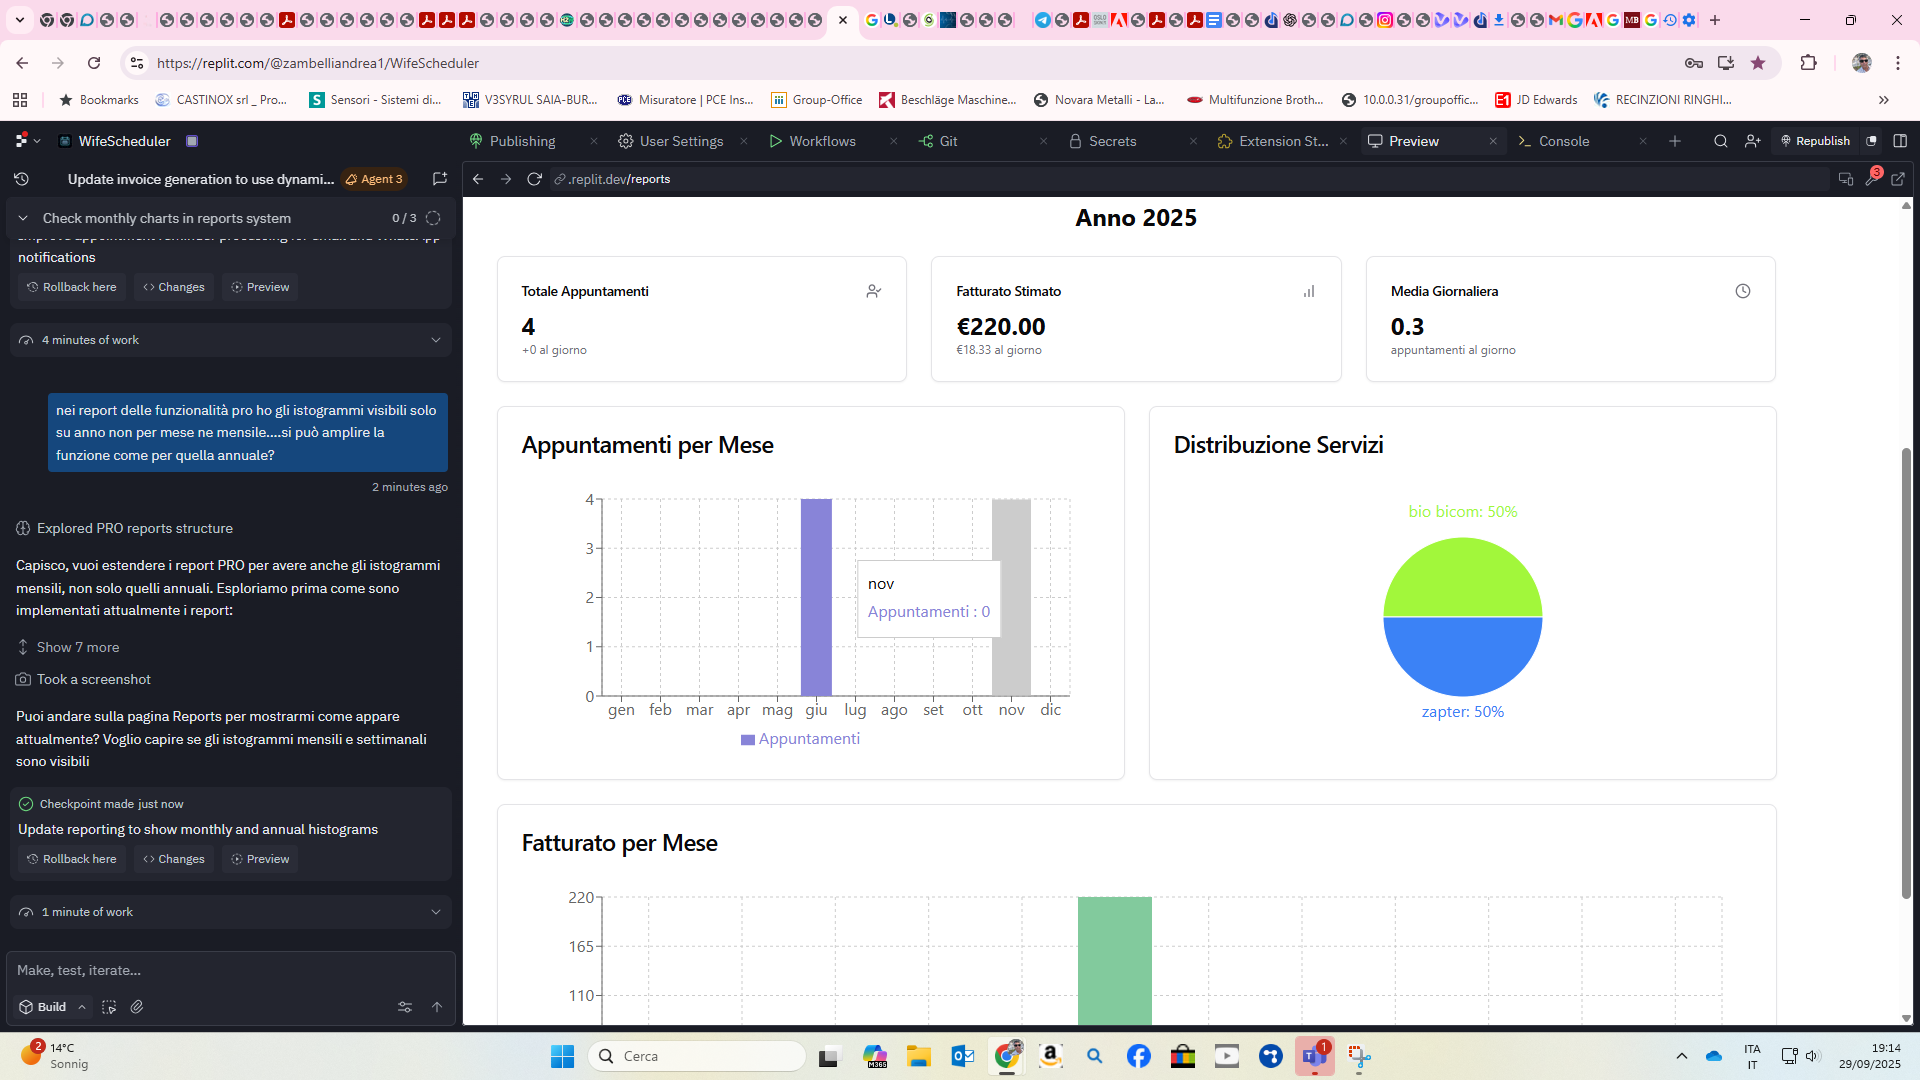 https://replit.com/@zambelliandrea1/WifeScheduler
Bookmarks
CASTINOX srl _ Pro...
Sensori - Sistemi di...
V3SYRUL SAIA-BUR...
Misuratore | PCE Ins...
Group-Office
Beschläge Maschine...
Novara Metalli - La...
Multifunzione Broth...
10.0.0.31/groupoffic...
JD Edwards
RECINZIONI RINGHI...
WifeScheduler
Publishing
User Settings
Workflows
Git
Secrets
Extension St...
Preview
Console
Republish
Update invoice generation to use dynami...
Agent 3
.replit.dev/reports
3
Check monthly charts in reports system
0 / 3
notifications
Rollback here
Changes
Preview
4 minutes of work
nei report delle funzionalità pro ho gli istogrammi visibili solo
su anno non per mese ne mensile....si può amplire la
funzione come per quella annuale?
2 minutes ago
Explored PRO reports structure
Capisco, vuoi estendere i report PRO per avere anche gli istogrammi
mensili, non solo quelli annuali. Esploriamo prima come sono
implementati attualmente i report:
Show 7 more
Took a screenshot
Puoi andare sulla pagina Reports per mostrarmi come appare
attualmente? Voglio capire se gli istogrammi mensili e settimanali
sono visibili
Checkpoint made just now
Update reporting to show monthly and annual histograms
Rollback here
Changes
Preview
1 minute of work
Make, test, iterate...
Build
Anno 2025
Totale Appuntamenti
4
+0 al giorno
Fatturato Stimato
€220.00
€18.33 al giorno
Media Giornaliera
0.3
appuntamenti al giorno
Appuntamenti per Mese
4
3
2
1
0
gen feb mar apr mag giu lug ago set ott nov dic
nov
Appuntamenti : 0
Appuntamenti
Distribuzione Servizi
bio bicom: 50%
zapter: 50%
Fatturato per Mese
220
165
110
2
14°C
Sonnig
Cerca
M365
1
ITA
IT
19:14
29/09/2025